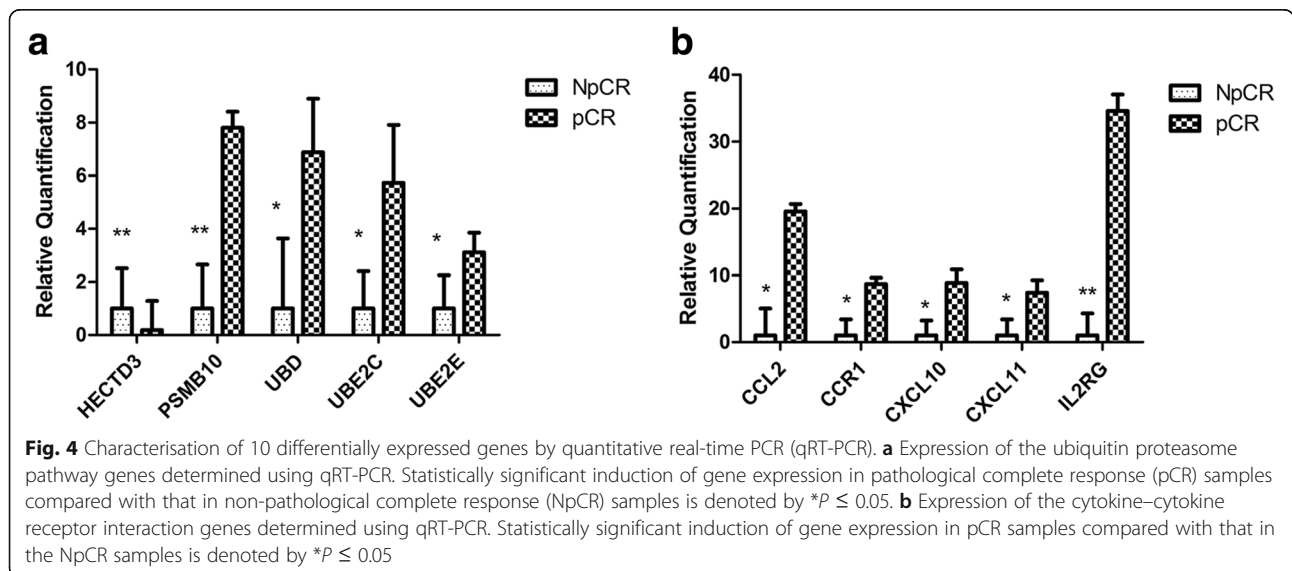 a
10
8
6
4
2
0
Relative Quantification
NpCR
pCR
**
**
*
*
*
HECTD3
PSMB10
UBD
UBE2C
UBE2E
b
40
30
20
10
0
Relative Quantification
NpCR
pCR
*
*
*
*
**
CCL2
CCR1
CXCL10
CXCL11
IL2RG
Fig. 4 Characterisation of 10 differentially expressed genes by quantitative real-time PCR (qRT-PCR). a Expression of the ubiquitin proteasome
pathway genes determined using qRT-PCR. Statistically significant induction of gene expression in pathological complete response (pCR) samples
compared with that in non-pathological complete response (NpCR) samples is denoted by *P ≤ 0.05. b Expression of the cytokine–cytokine
receptor interaction genes determined using qRT-PCR. Statistically significant induction of gene expression in pCR samples compared with that in
the NpCR samples is denoted by *P ≤ 0.05